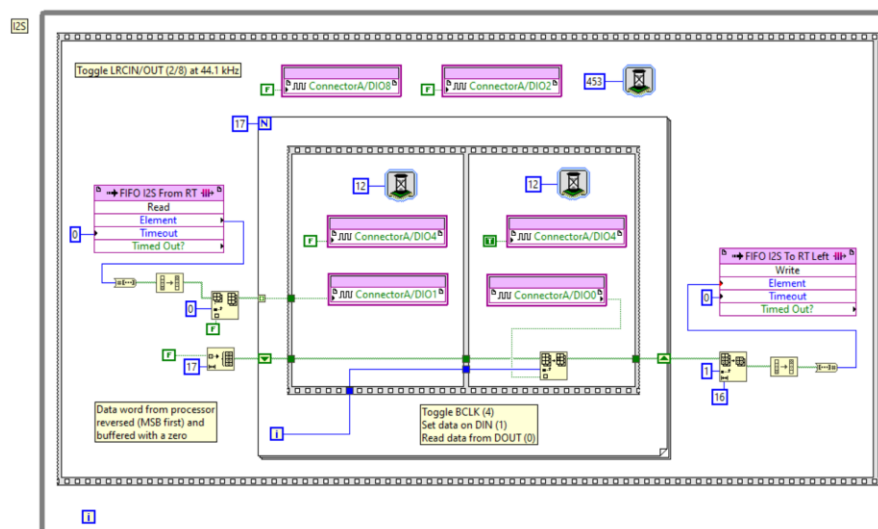 I2S
Toggle LRCIN/OUT (2/8) at 44.1 kHz
F
ConnectorA/DIO8
F
ConnectorA/DIO2
453
17
N
FIFO I2S From RT
Read
Element
0
Timeout
Timed Out?
12
12
F
ConnectorA/DIO4
T
ConnectorA/DIO4
ConnectorA/DIO1
ConnectorA/DIO0
FIFO I2S To RT Left
Write
Element
0
Timeout
Timed Out?
0
F
F
17
1
16
Data word from processor
reversed (MSB first) and
buffered with a zero
Toggle BCLK (4)
Set data on DIN (1)
Read data from DOUT (0)
i
i